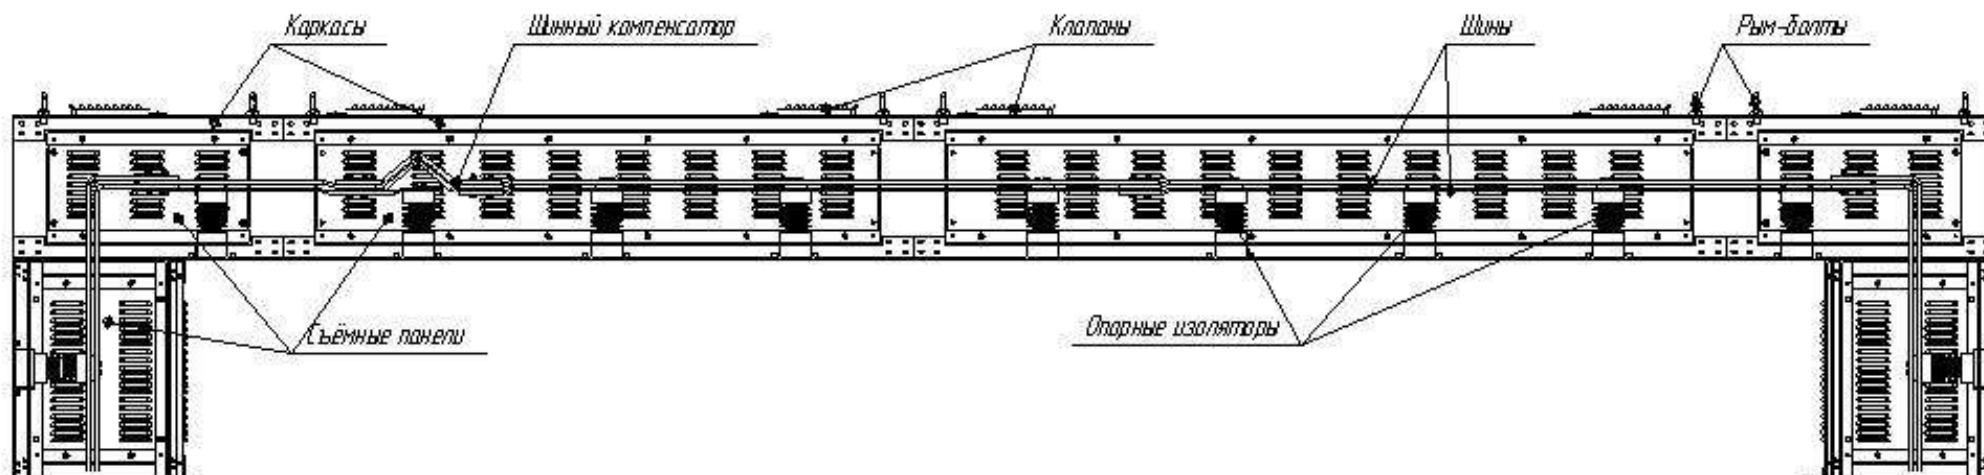 Каркасы
Шинный компенсатор
Клапаны
Шины
Рым-болты
Съёмные панели
Опорные изоляторы